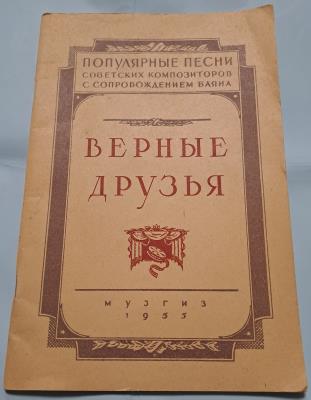 ПОПУЛЯРНЫЕ ПЕСНИ
СОВЕТСКИХ КОМПОЗИТОРОВ
С СОПРОВОЖДЕНИЕМ БАЯНА
ВЕРНЫЕ
ДРУЗЬЯ
МУЗГИЗ
1955